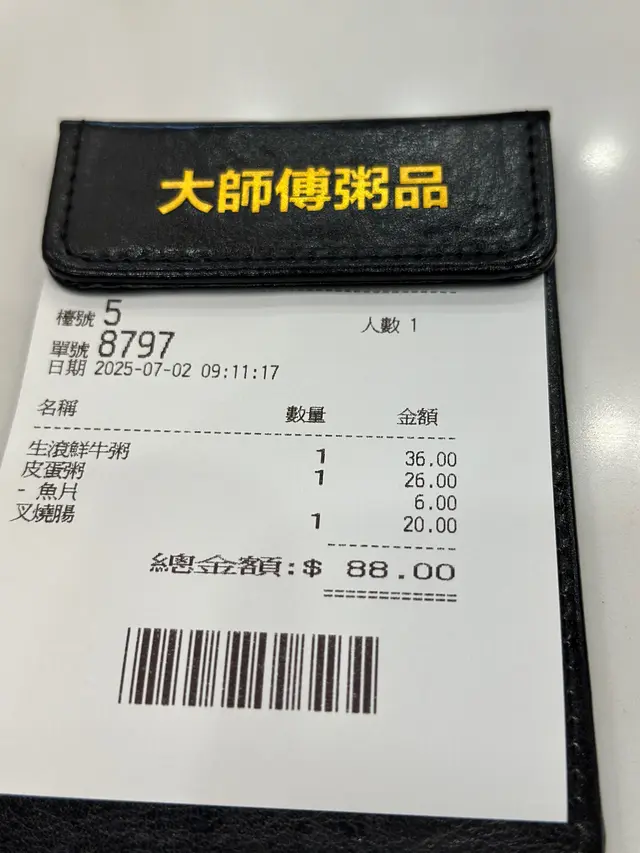 大師傅粥品
檯號 5
人數 1
單號 8797
日期 2025-07-02 09:11:17
名稱 數量 金額
生滾鮮牛粥 1 36.00
皮蛋粥 1 26.00
- 魚片 6.00
叉燒腸 1 20.00
總金額:$ 88.00